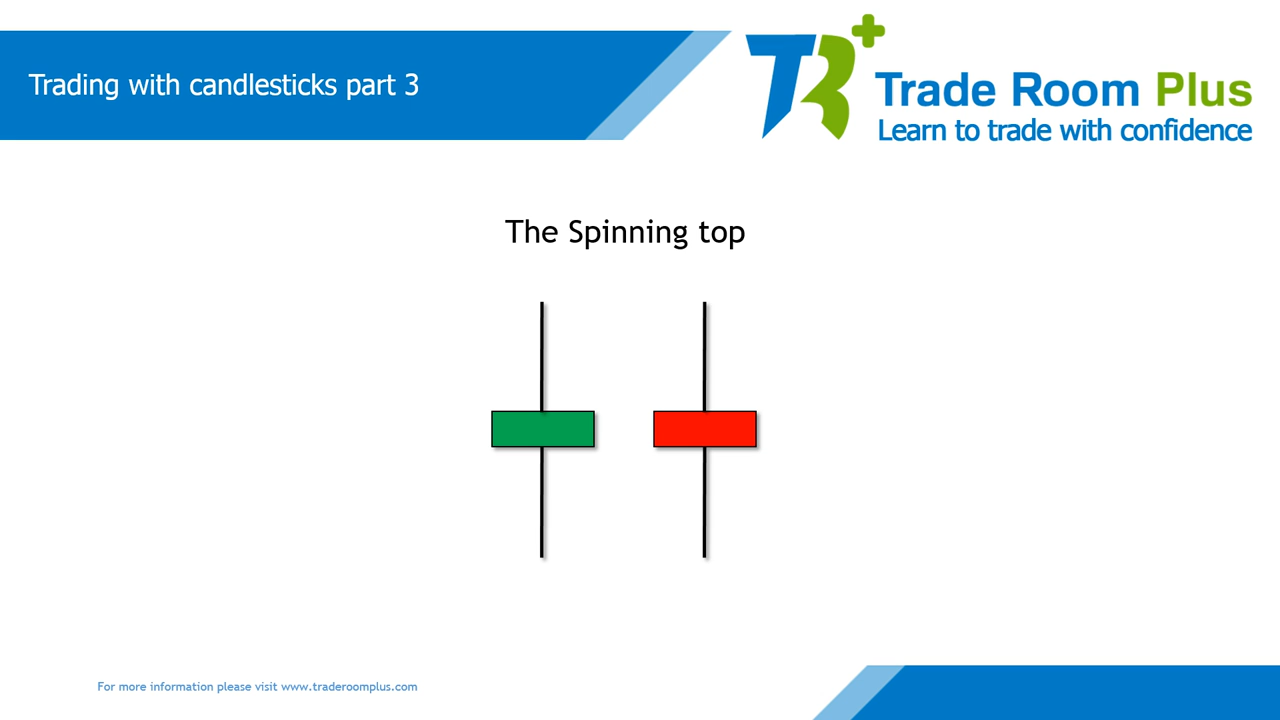 Trading with candlesticks part 3
TR+
Trade Room Plus
Learn to trade with confidence
The Spinning top
For more information please visit www.traderoomplus.com